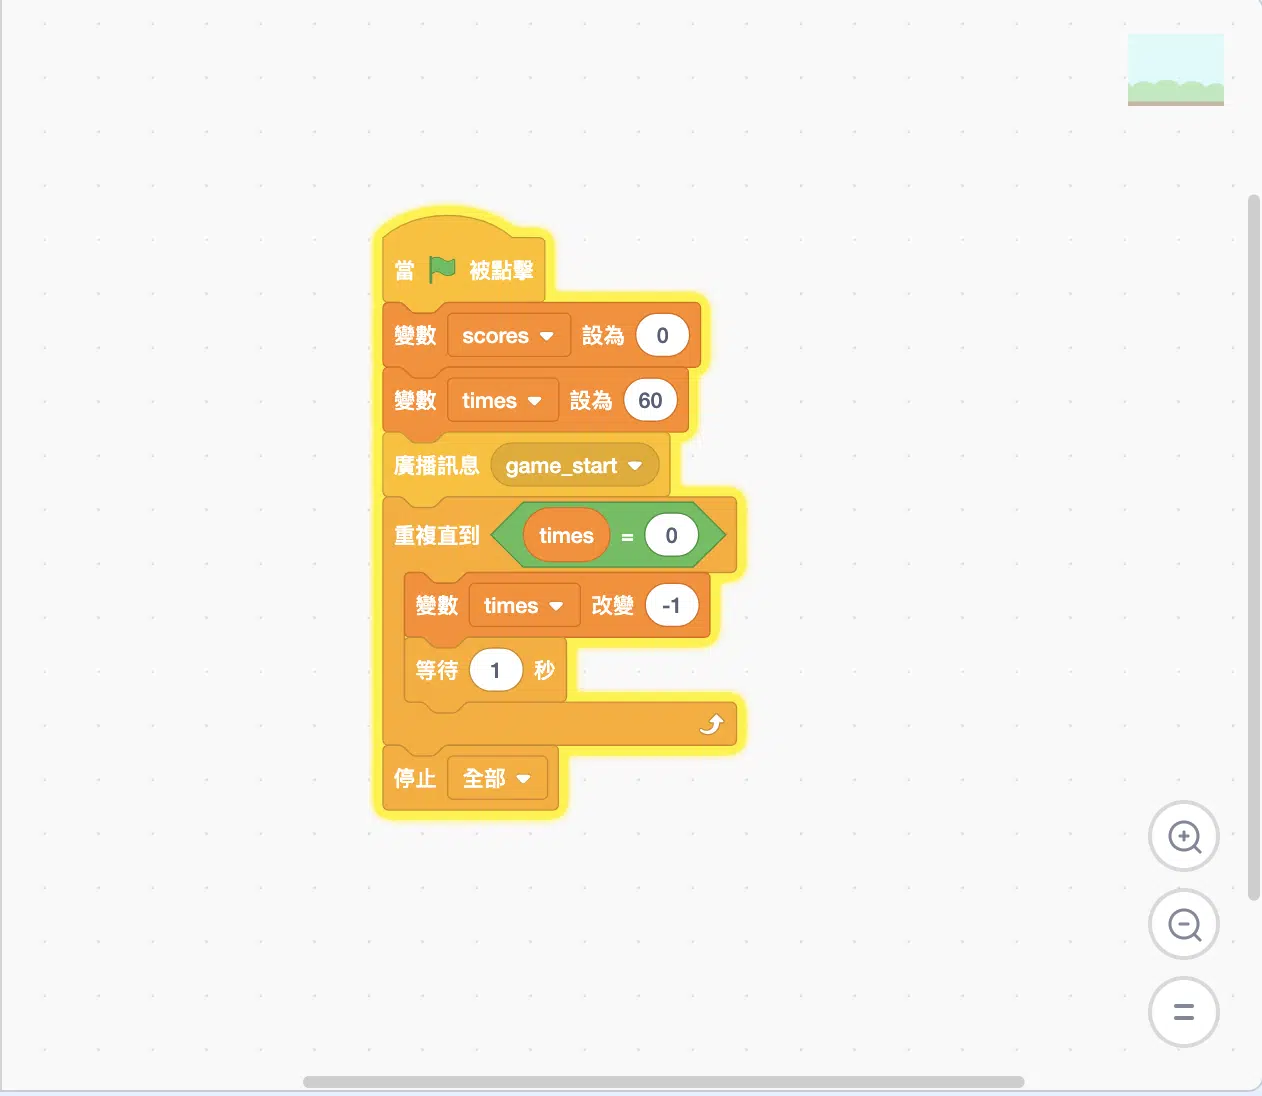 當 被點擊
變數 scores 設為 0
變數 times 設為 60
廣播訊息 game_start
重複直到 times = 0
變數 times 改變 -1
等待 1 秒
停止 全部